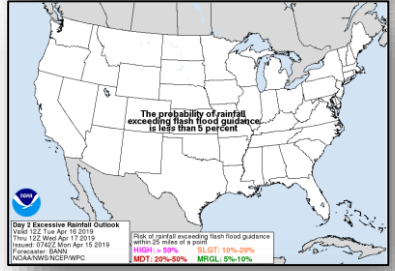 The probability of rainfall
exceeding flash flood guidance
is less than 5 percent
noaa
Day 2 Excessive Rainfall Outlook
Valid 12Z Tue Apr 16 2019
Thru 12Z Wed Apr 17 2019
Issued: 0742Z Mon Apr 15 2019
Forecaster: BANN
NOAA/NWS/NCEP/WPC
Risk of rainfall exceeding flash flood guidance
within 25 miles of a point
HIGH: > 50% SLGT: 10%-20%
MDT: 20%-50% MRGL: 5%-10%